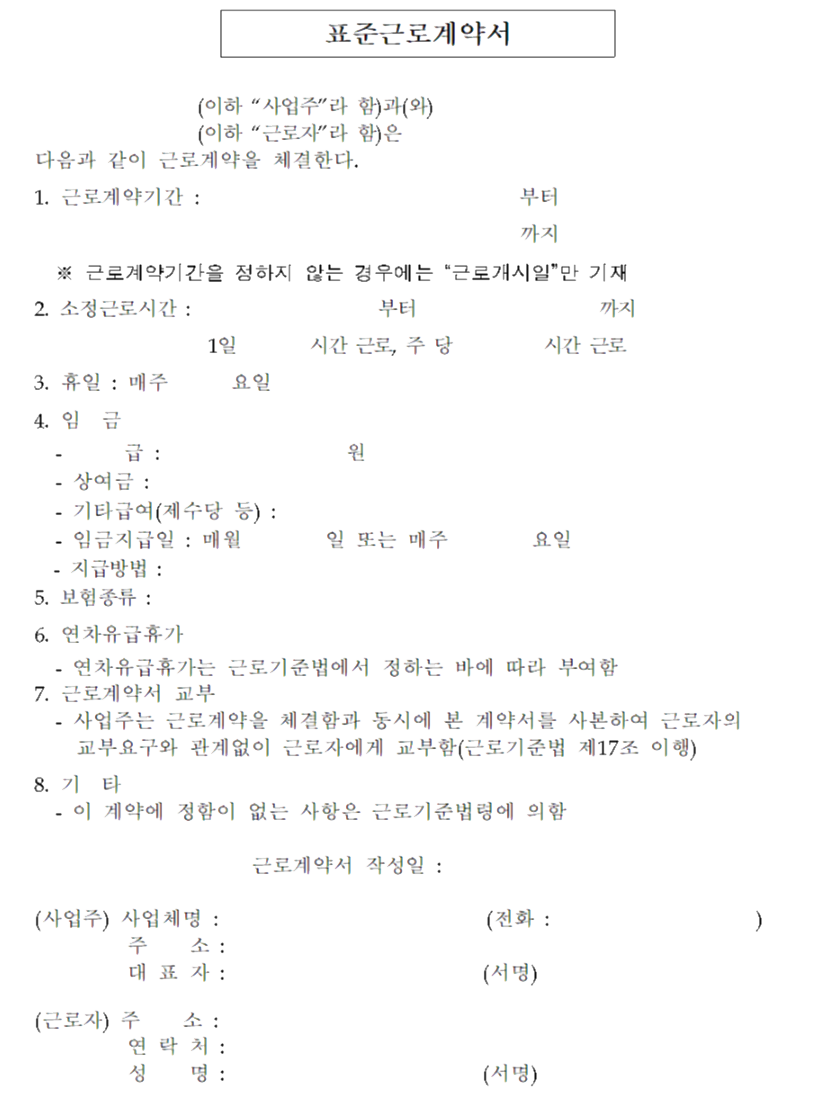 표준근로계약서
(이하 “사업주”라 함)과(와)
(이하 “근로자”라 함)은
다음과 같이 근로계약을 체결한다.
1. 근로계약기간 : 부터
까지
※ 근로계약기간을 정하지 않는 경우에는 “근로개시일”만 기재
2. 소정근로시간 : 부터 까지
1일 시간 근로, 주 당 시간 근로
3. 휴일 : 매주 요일
4. 임 금
- 급 : 원
- 상여금 :
- 기타급여(제수당 등) :
- 임금지급일 : 매월 일 또는 매주 요일
- 지급방법 :
5. 보험종류 :
6. 연차유급휴가
- 연차유급휴가는 근로기준법에서 정하는 바에 따라 부여함
7. 근로계약서 교부
- 사업주는 근로계약을 체결함과 동시에 본 계약서를 사본하여 근로자의
교부요구와 관계없이 근로자에게 교부함(근로기준법 제17조 이행)
8. 기 타
- 이 계약에 정함이 없는 사항은 근로기준법령에 의함
근로계약서 작성일 :
(사업주) 사업체명 : (전화 : )
주 소 :
대 표 자 : (서명)
(근로자) 주 소 :
연 락 처 :
성 명 : (서명)